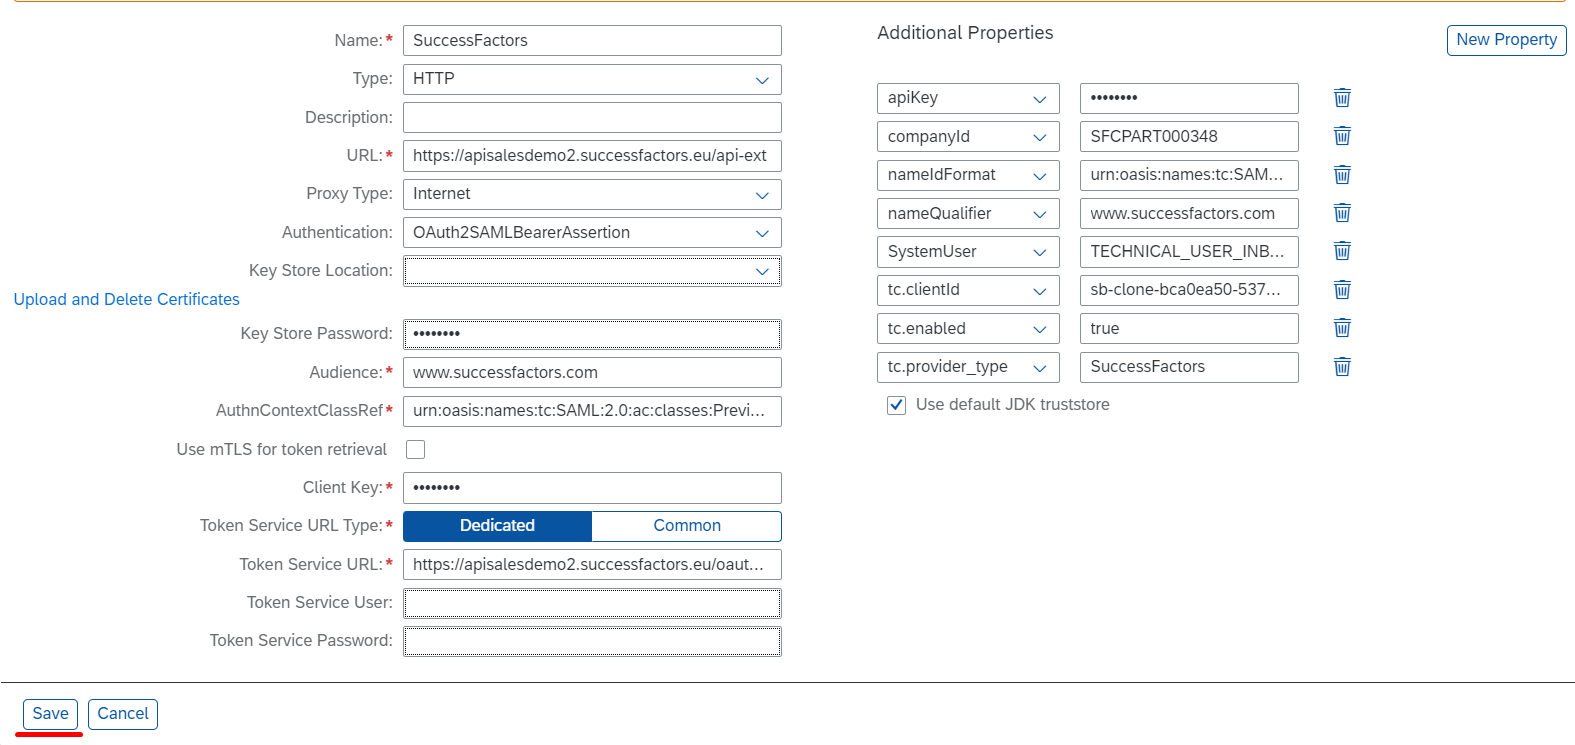 Name:* SuccessFactors
Type: HTTP
Description:
URL:* https://apisalesdemo2.successfactors.eu/api-ext
Proxy Type: Internet
Authentication: OAuth2SAMLBearerAssertion
Key Store Location:
Upload and Delete Certificates
Key Store Password: ••••••••
Audience:* www.successfactors.com
AuthnContextClassRef* urn:oasis:names:tc:SAML:2.0:ac:classes:Previ...
Use mTLS for token retrieval
Client Key:* ••••••••
Token Service URL Type:* Dedicated Common
Token Service URL:* https://apisalesdemo2.successfactors.eu/oaut...
Token Service User:
Token Service Password:
Additional Properties
New Property
apiKey ••••••••
companyId SFCPART000348
nameIdFormat urn:oasis:names:tc:SAM...
nameQualifier www.successfactors.com
SystemUser TECHNICAL_USER_INB...
tc.clientId sb-clone-bca0ea50-537...
tc.enabled true
tc.provider_type SuccessFactors
Use default JDK truststore
Save Cancel